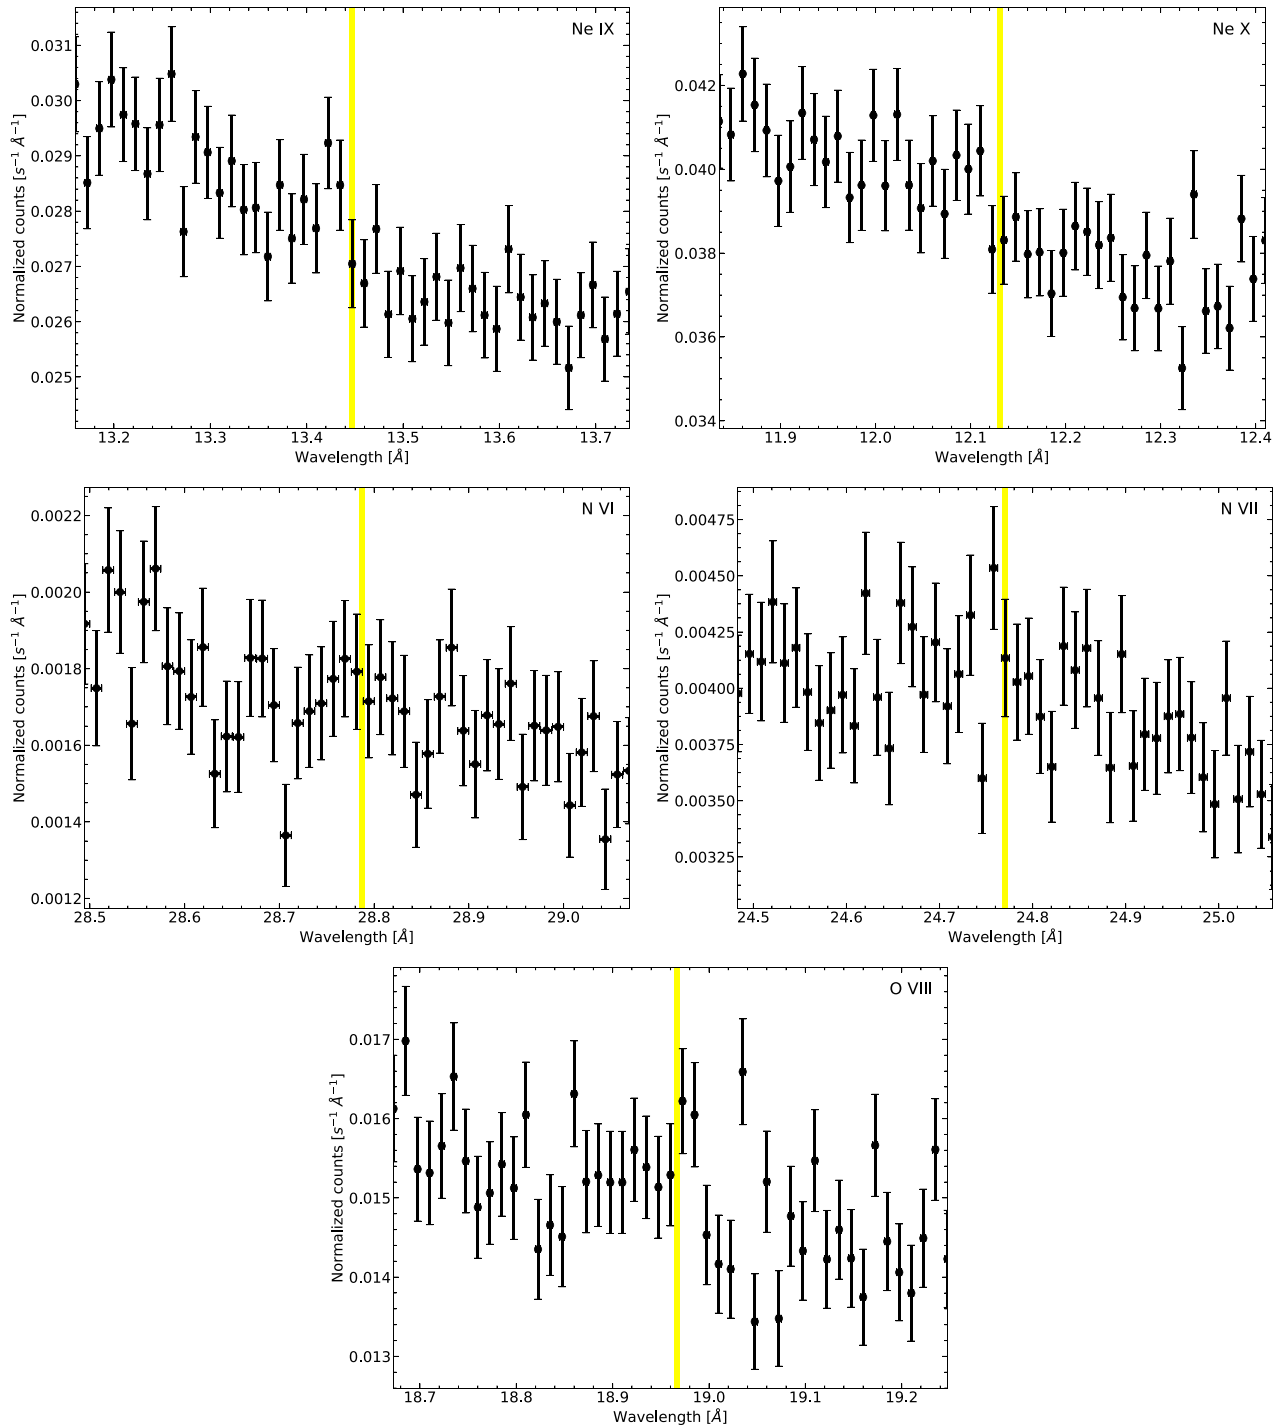 Ne IX
0.031
0.030
0.029
0.028
0.027
0.026
0.025
Normalized counts [s⁻¹ Å⁻¹]
13.2 13.3 13.4 13.5 13.6 13.7
Wavelength [Å]
Ne X
0.042
0.040
0.038
0.036
0.034
Normalized counts [s⁻¹ Å⁻¹]
11.9 12.0 12.1 12.2 12.3 12.4
Wavelength [Å]
N VI
0.0022
0.0020
0.0018
0.0016
0.0014
0.0012
Normalized counts [s⁻¹ Å⁻¹]
28.5 28.6 28.7 28.8 28.9 29.0
Wavelength [Å]
N VII
0.00475
0.00450
0.00425
0.00400
0.00375
0.00350
0.00325
Normalized counts [s⁻¹ Å⁻¹]
24.5 24.6 24.7 24.8 24.9 25.0
Wavelength [Å]
O VIII
0.017
0.016
0.015
0.014
0.013
Normalized counts [s⁻¹ Å⁻¹]
18.7 18.8 18.9 19.0 19.1 19.2
Wavelength [Å]